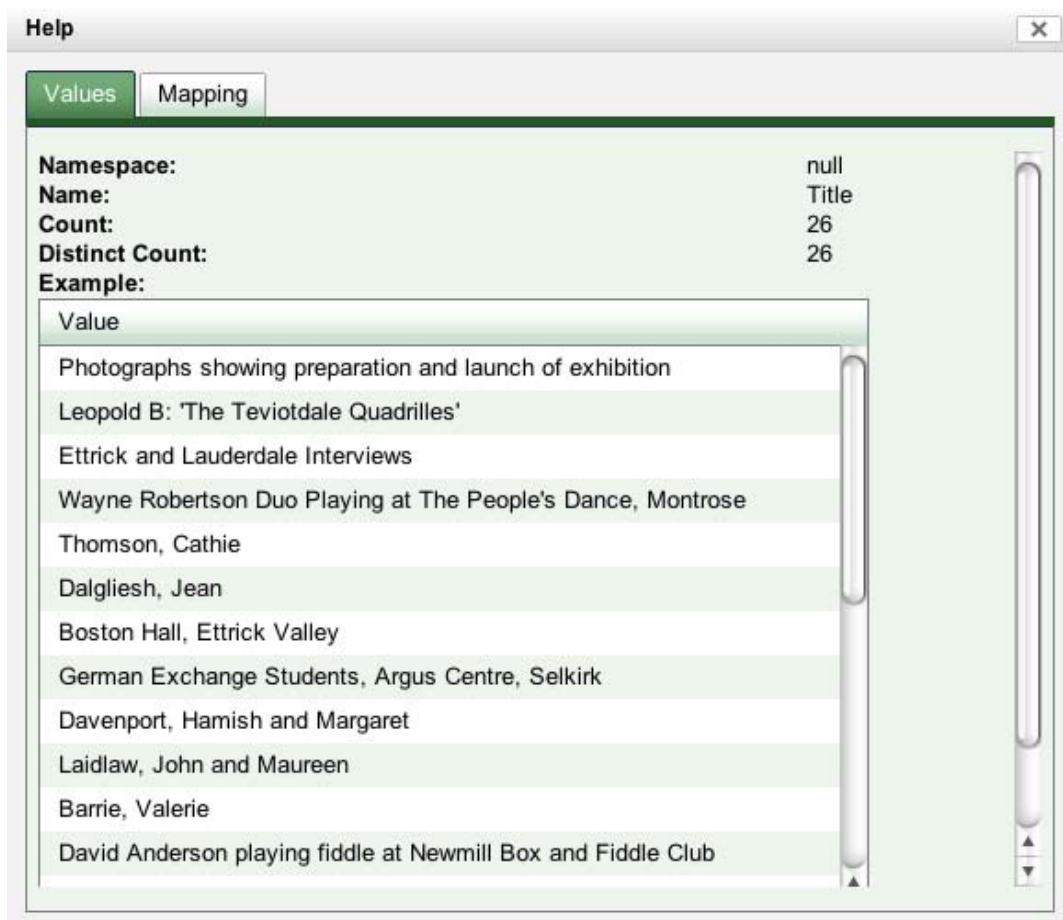 Help
Values Mapping
Namespace: null
Name: Title
Count: 26
Distinct Count: 26
Example:
Value
Photographs showing preparation and launch of exhibition
Leopold B: 'The Teviotdale Quadrilles'
Ettrick and Lauderdale Interviews
Wayne Robertson Duo Playing at The People's Dance, Montrose
Thomson, Cathie
Dalgliesh, Jean
Boston Hall, Ettrick Valley
German Exchange Students, Argus Centre, Selkirk
Davenport, Hamish and Margaret
Laidlaw, John and Maureen
Barrie, Valerie
David Anderson playing fiddle at Newmill Box and Fiddle Club